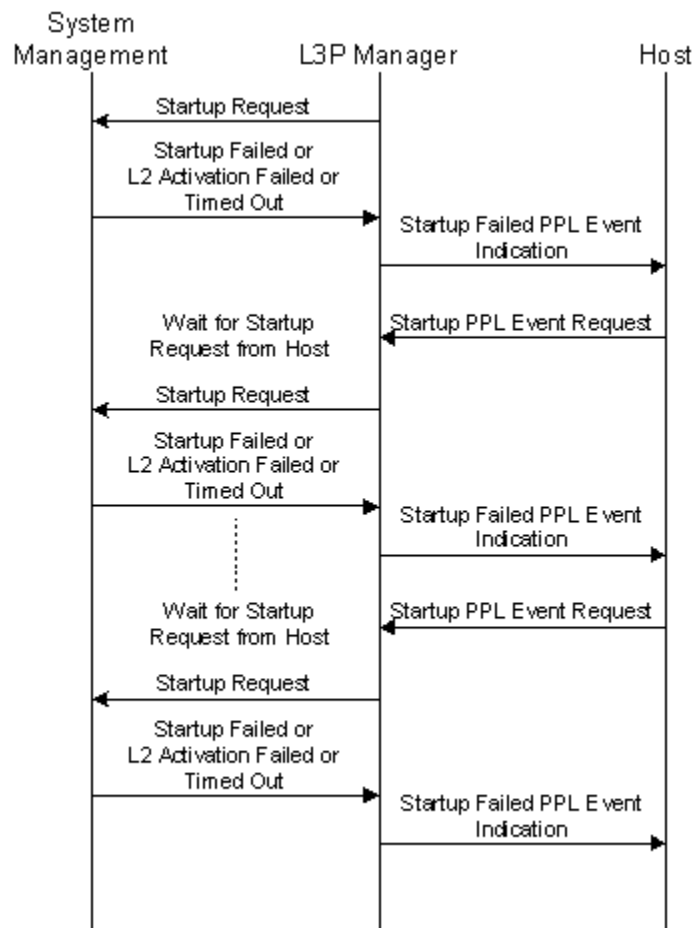 System
Management
L3P Manager
Host
Startup Request
Startup Failed or
L2 Activation Failed or
Timed Out
Startup Failed PPL Event
Indication
Wait for Startup
Request from Host
Startup PPL Event Request
Startup Request
Startup Failed or
L2 Activation Failed or
Timed Out
Startup Failed PPL Event
Indication
Wait for Startup
Request from Host
Startup PPL Event Request
Startup Request
Startup Failed or
L2 Activation Failed or
Timed Out
Startup Failed PPL Event
Indication